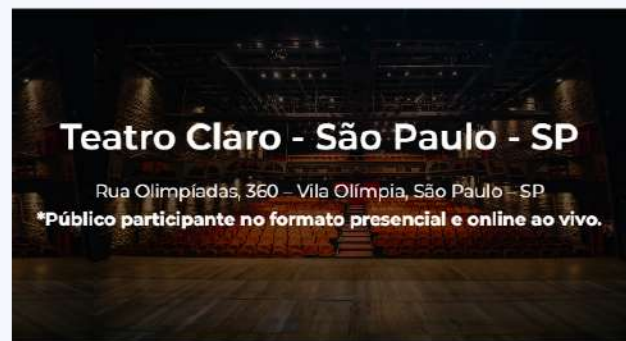 Teatro Claro - São Paulo - SP
Rua Olimpíadas, 360 – Vila Olímpia, São Paulo – SP
*Público participante no formato presencial e online ao vivo.